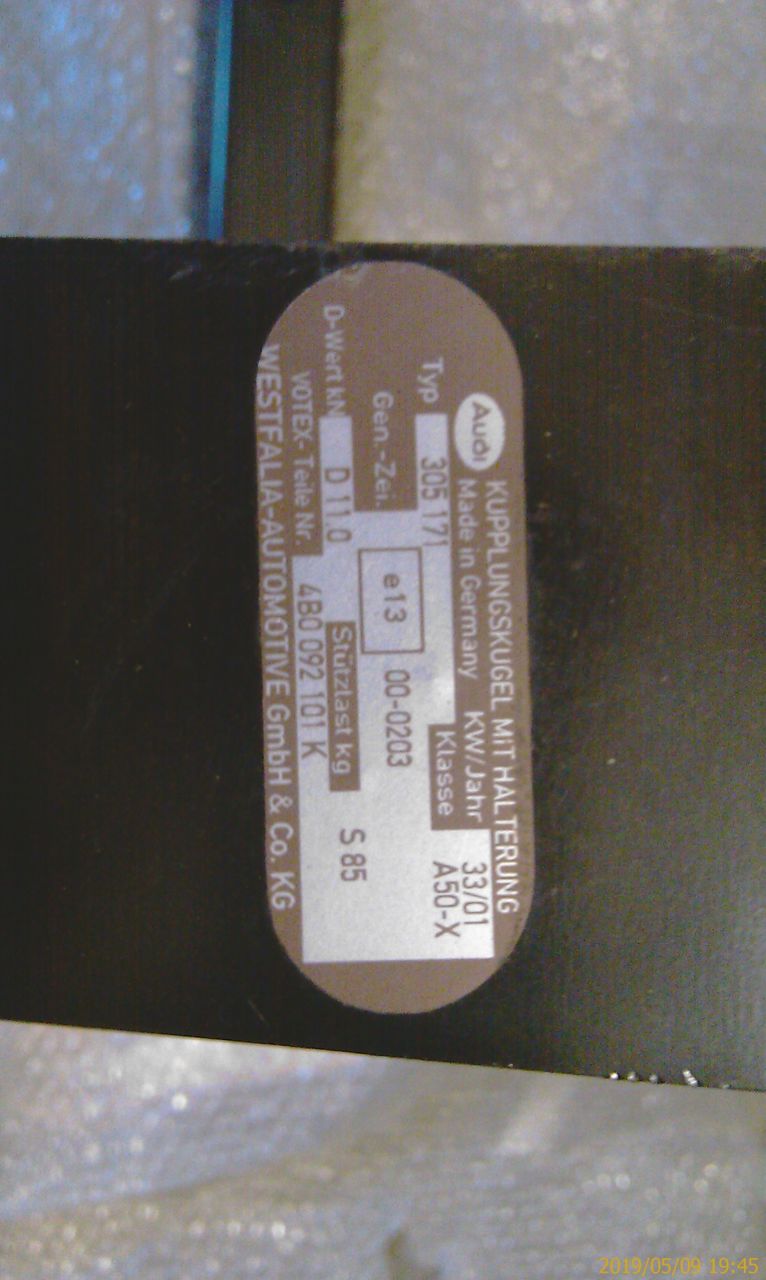 KUPPLUNGSKUGEL MIT HALTERUNG
Audi Made in Germany KW/Jahr 33/01
Typ 305 171 Klasse A50-X
Gen.-Zei. e13 00-0203
D-Wert kN D 11.0 Stützlast kg S 85
VOTEX- Teile Nr. 4B0 092 101 K
WESTFALIA-AUTOMOTIVE GmbH & Co. KG
2019/05/09 19:45